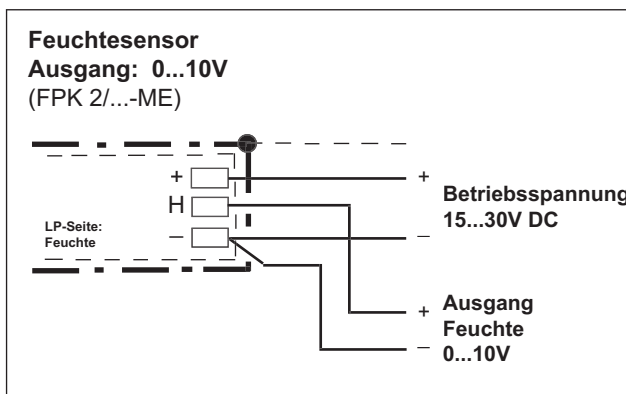 Feuchtesensor
Ausgang: 0...10V
(FPK 2/...-ME)
+
H
–
LP-Seite:
Feuchte
+
Betriebsspannung
15...30V DC
–
+
Ausgang
Feuchte
0...10V
–